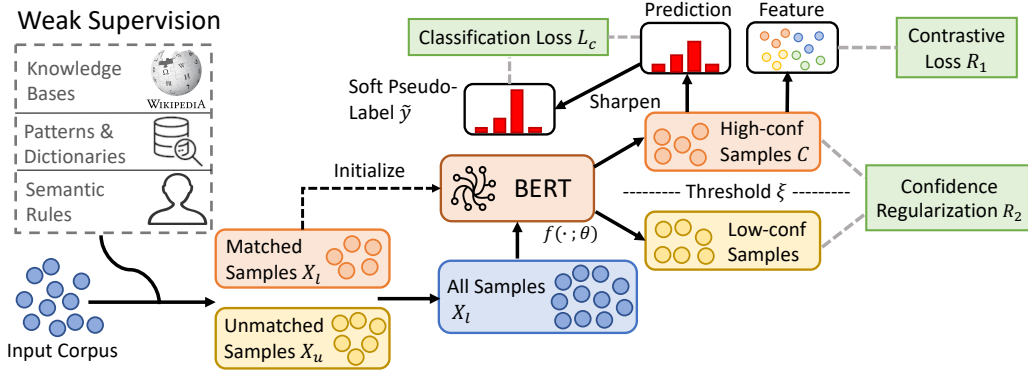 Weak Supervision
Knowledge
Bases
WIKIPEDIA
Patterns &
Dictionaries
Semantic
Rules
Input Corpus
Matched
Samples X_l
Unmatched
Samples X_u
Initialize
All Samples
X_l
BERT
f(· ; θ)
Classification Loss L_c
Soft Pseudo-
Label ỹ
Sharpen
Prediction
Feature
Contrastive
Loss R_1
High-conf
Samples C
Threshold ξ
Low-conf
Samples
Confidence
Regularization R_2